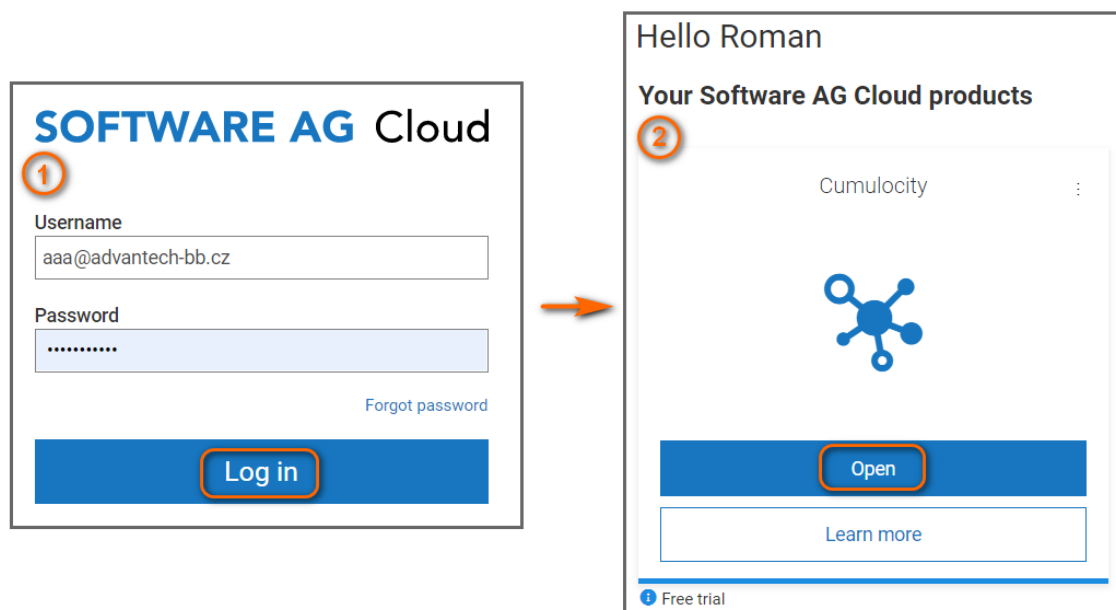 SOFTWARE AG Cloud
1
Username
aaa@advantech-bb.cz
Password
•••••••••••
Forgot password
Log in
Hello Roman
Your Software AG Cloud products
2
Cumulocity
Open
Learn more
Free trial